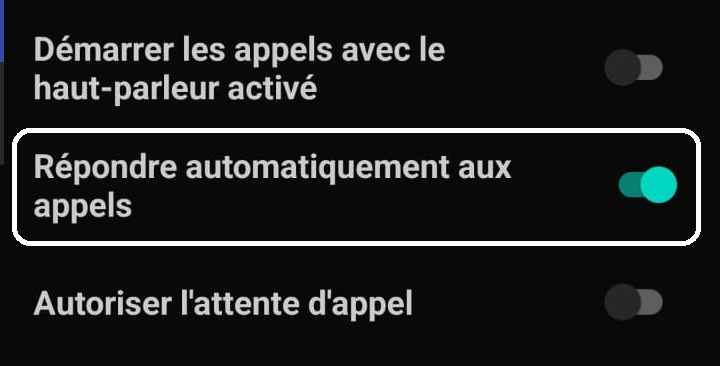 Démarrer les appels avec le
haut-parleur activé
Répondre automatiquement aux
appels
Autoriser l'attente d'appel